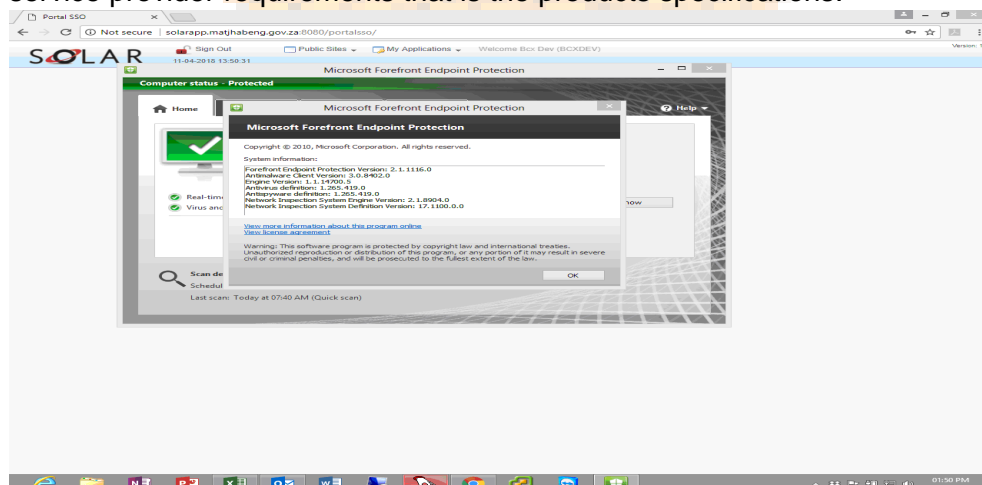 service provider requirements that is the products specifications.
Portal SSO
Not secure | solarapp.matjhabeng.gov.za:8080/portalsso/
SOLAR
Sign Out Public Sites My Applications Welcome Bcx Dev (BCXDEV)
Version:
11-04-2018 13:50:31
Microsoft Forefront Endpoint Protection
Computer status - Protected
Home
Help
Microsoft Forefront Endpoint Protection
Microsoft Forefront Endpoint Protection
Copyright © 2010, Microsoft Corporation. All rights reserved.
System information:
Forefront Endpoint Protection Version: 2.1.1116.0
Antimalware Client Version: 3.0.8402.0
Engine Version: 1.1.14700.5
Antivirus definition: 1.265.419.0
Antispyware definition: 1.265.419.0
Network Inspection System Engine Version: 2.1.8904.0
Network Inspection System Definition Version: 17.1100.0.0
Real-time
Virus and
now
View more information about this program online
View license agreement
Warning: This software program is protected by copyright law and international treaties.
Unauthorized reproduction or distribution of this program, or any portion of it may result in severe
civil or criminal penalties, and will be prosecuted to the fullest extent of the law.
OK
Scan de
Schedul
Last scan: Today at 07:40 AM (Quick scan)
01:50 PM